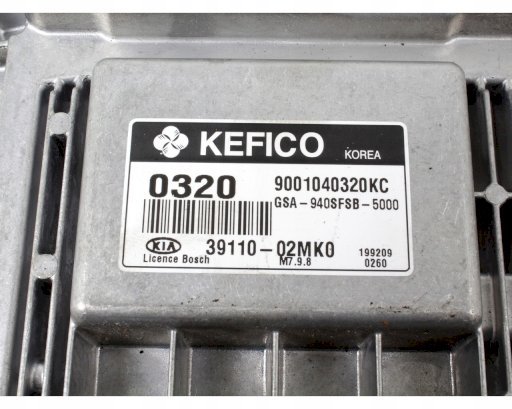 KEFICO KOREA
0320 9001040320KC
GSA-940SFSB-5000
KIA 39110-02MK0 199209
Licence Bosch M7.9.8 0260